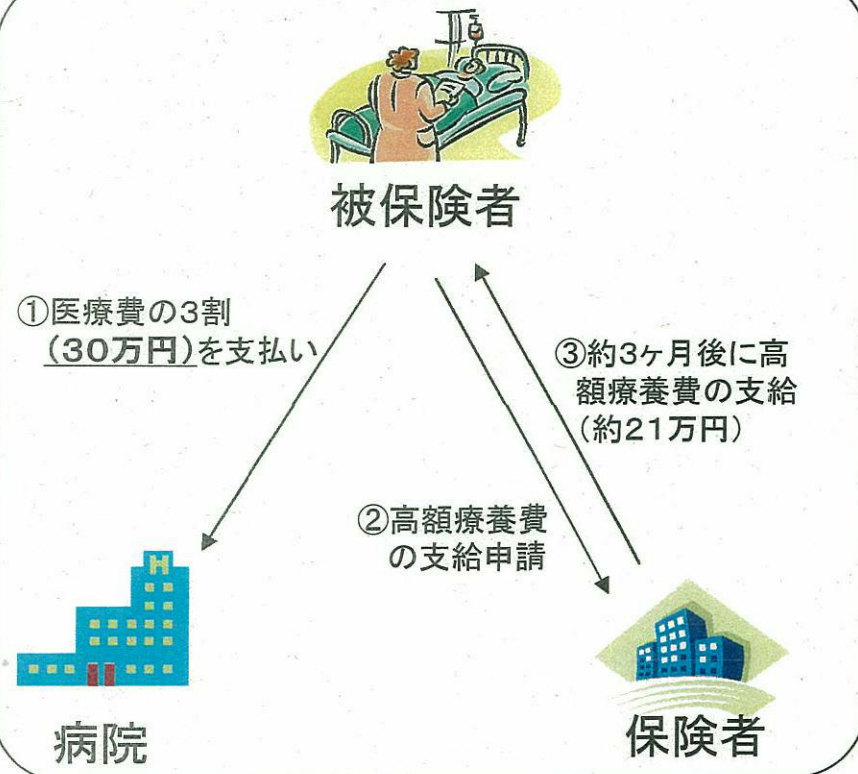 被保険者
①医療費の3割
(30万円)を支払い
③約3ヶ月後に高
額療養費の支給
(約21万円)
②高額療養費
の支給申請
H
病院
保険者